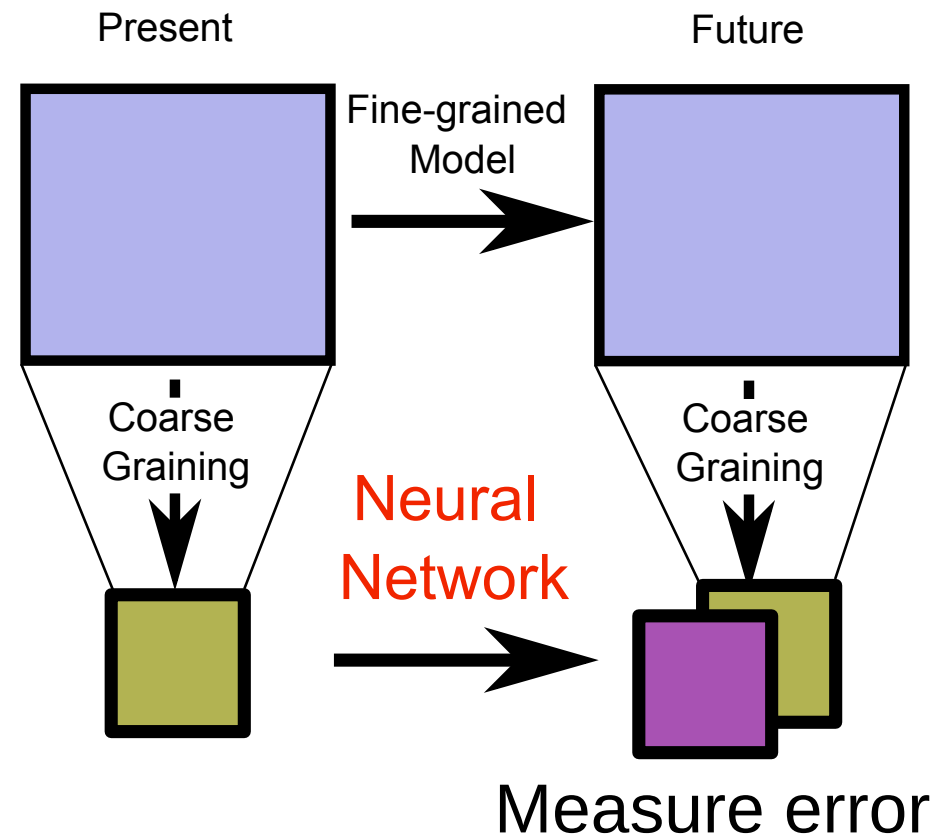 Present
Future
Fine-grained
Model
Coarse
Graining
Coarse
Graining
Neural
Network
Measure error